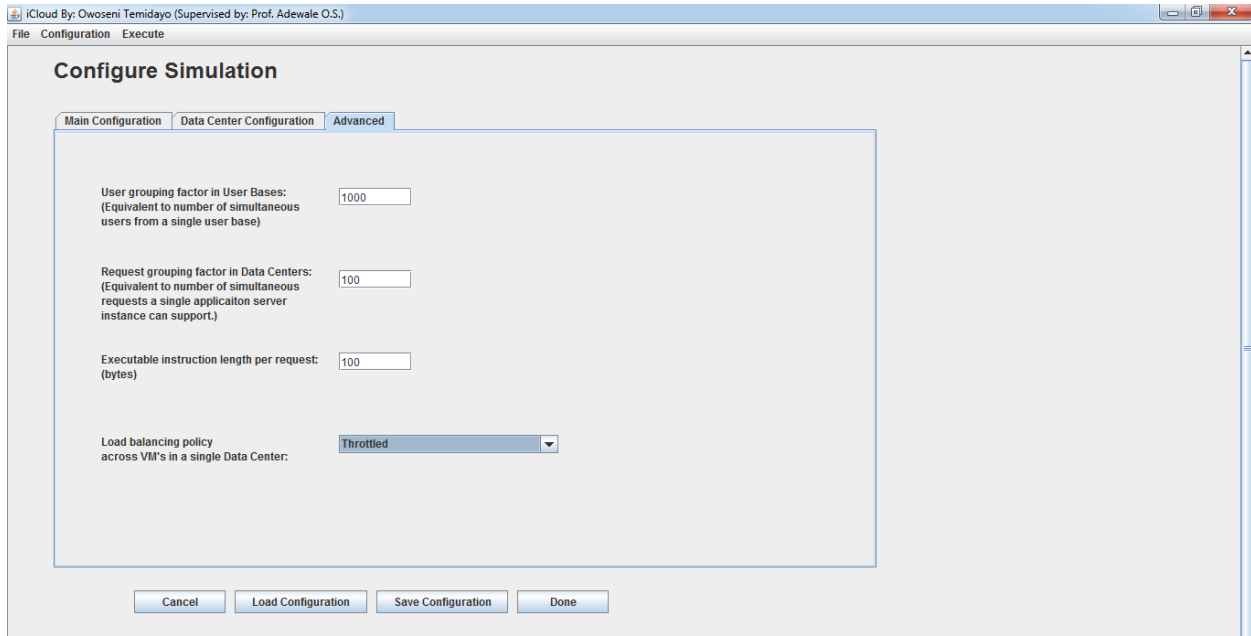 iCloud By: Owoseni Temidayo (Supervised by: Prof. Adewale O.S.)
File Configuration Execute
Configure Simulation
Main Configuration Data Center Configuration Advanced
User grouping factor in User Bases: 1000
(Equivalent to number of simultaneous
users from a single user base)
Request grouping factor in Data Centers: 100
(Equivalent to number of simultaneous
requests a single applicaiton server
instance can support.)
Executable instruction length per request: 100
(bytes)
Load balancing policy Throttled
across VM's in a single Data Center:
Cancel Load Configuration Save Configuration Done